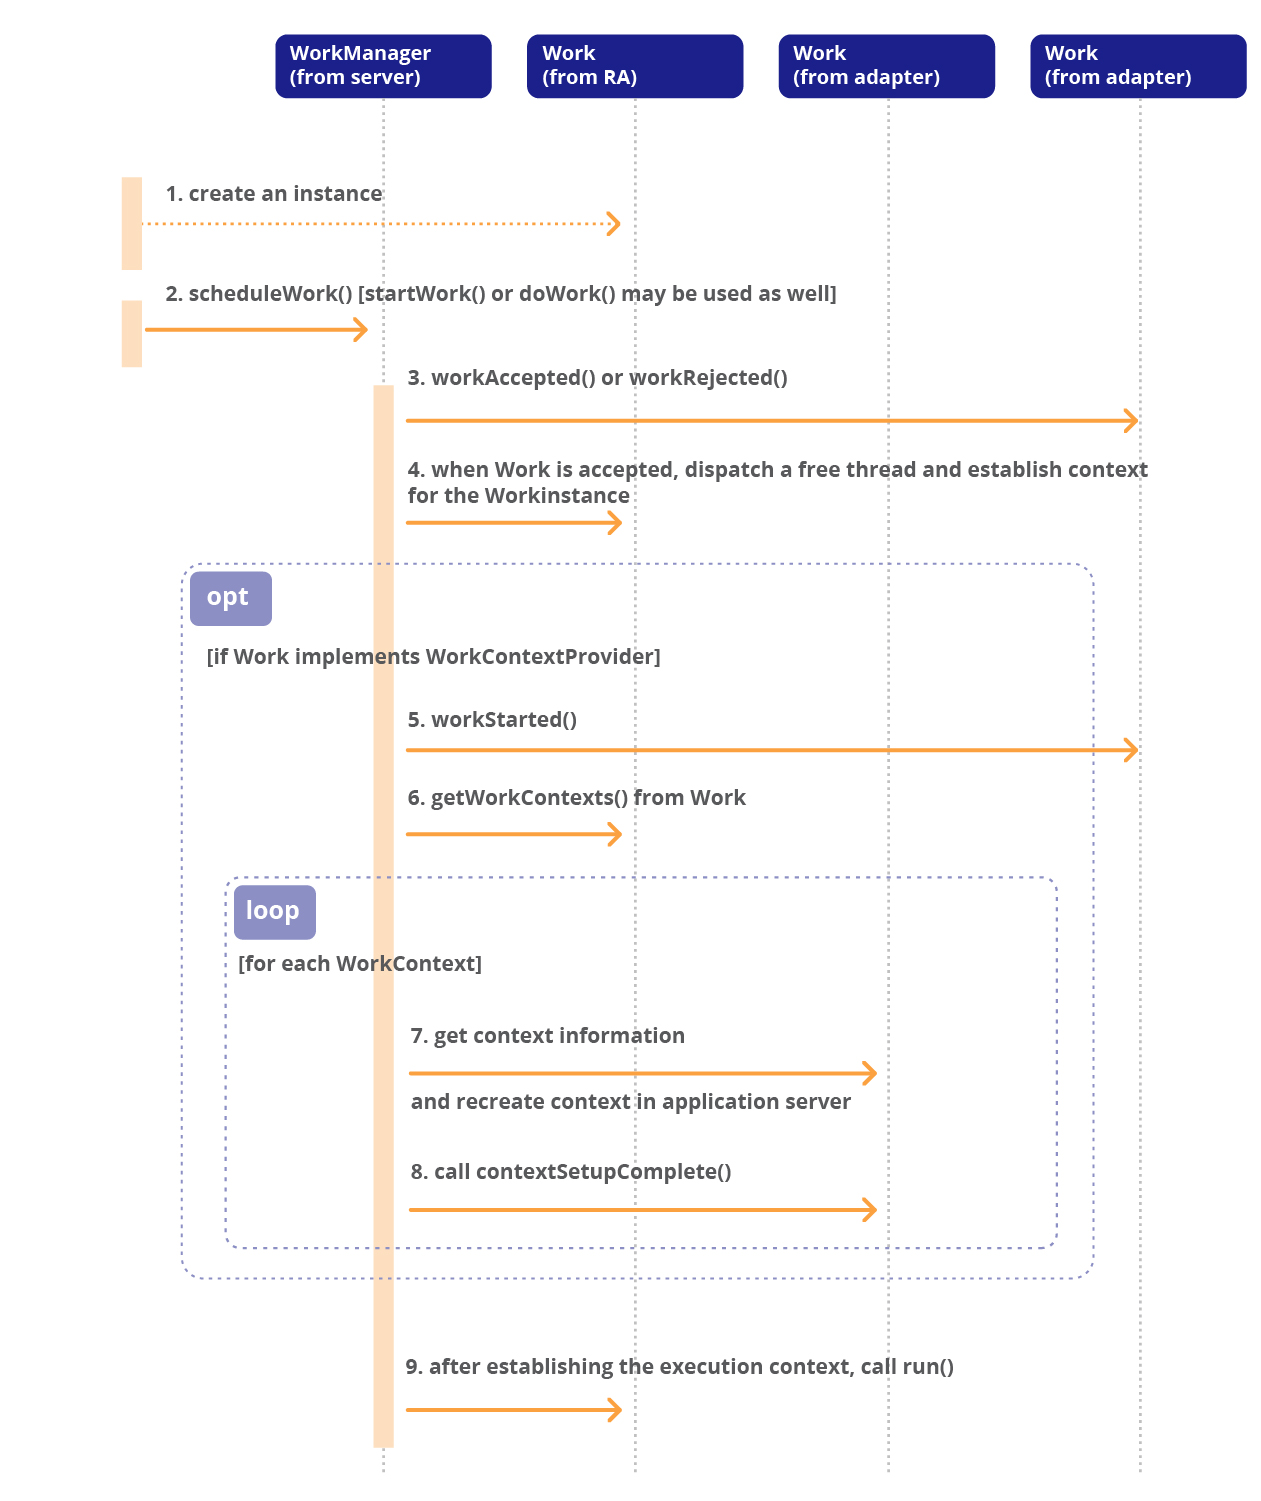 WorkManager
(from server)
Work
(from RA)
Work
(from adapter)
Work
(from adapter)
1. create an instance
2. scheduleWork() [startWork() or doWork() may be used as well]
3. workAccepted() or workRejected()
4. when Work is accepted, dispatch a free thread and establish context
for the Workinstance
opt
[if Work implements WorkContextProvider]
5. workStarted()
6. getWorkContexts() from Work
loop
[for each WorkContext]
7. get context information
and recreate context in application server
8. call contextSetupComplete()
9. after establishing the execution context, call run()